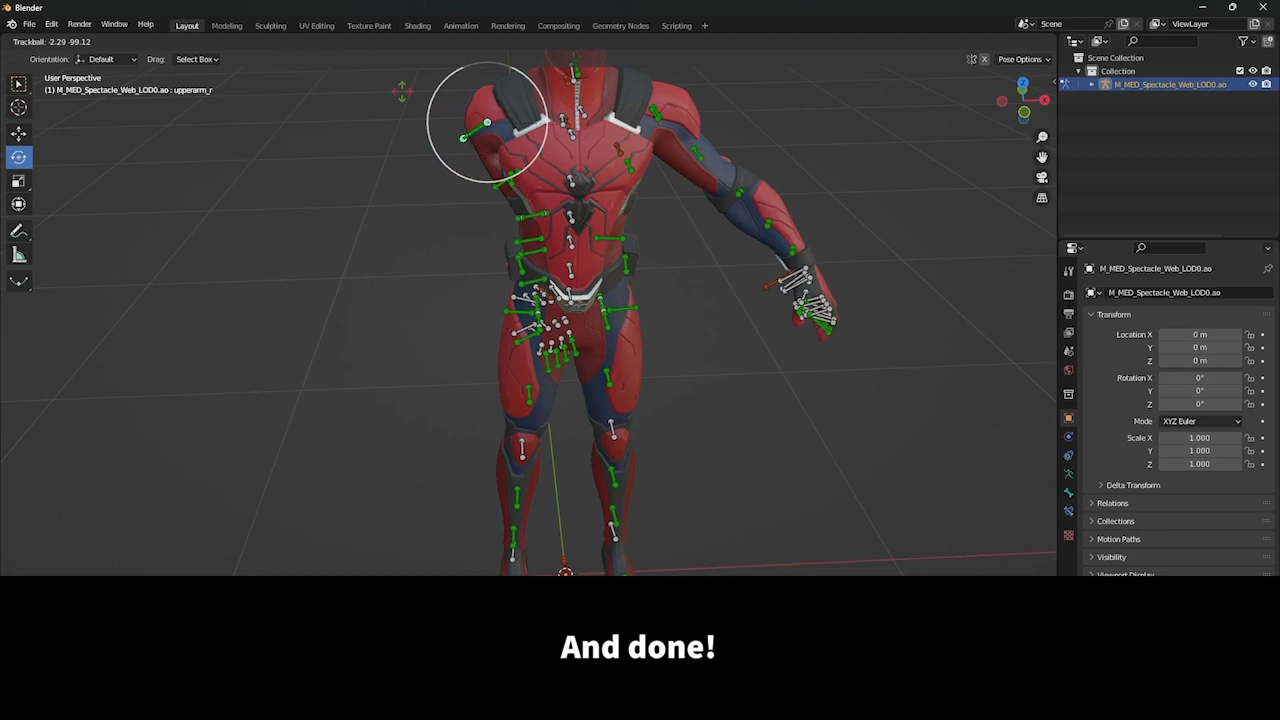 Blender
File Edit Render Window Help Layout Modeling Sculpting UV Editing Texture Paint Shading Animation Rendering Compositing Geometry Nodes Scripting + Scene ViewLayer
Trackball: -2.29 -99.12
Orientation: Default Drag: Select Box X Pose Options
User Perspective
(1) M_MED_Spectacle_Web_LOD0.ao : upperarm_r
Z
X
Scene Collection
Collection
M_MED_Spectacle_Web_LOD0.ao
M_MED_Spectacle_Web_LOD0.ao
M_MED_Spectacle_Web_LOD0.ao
Transform
Location X 0 m
Y 0 m
Z 0 m
Rotation X 0°
Y 0°
Z 0°
Mode XYZ Euler
Scale X 1.000
Y 1.000
Z 1.000
Delta Transform
Relations
Collections
Motion Paths
Visibility
Viewport Display
And done!